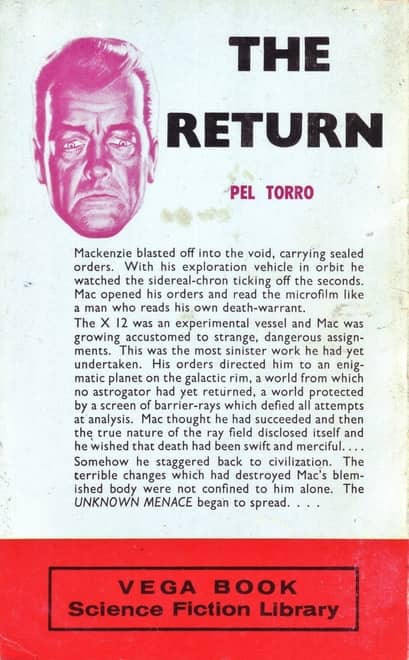 THE
RETURN
PEL TORRO
Mackenzie blasted off into the void, carrying sealed
orders. With his exploration vehicle in orbit he
watched the sidereal-chron ticking off the seconds.
Mac opened his orders and read the microfilm like
a man who reads his own death-warrant.
The X 12 was an experimental vessel and Mac was
growing accustomed to strange, dangerous assign-
ments. This was the most sinister work he had yet
undertaken. His orders directed him to an enig-
matic planet on the galactic rim, a world from which
no astrogator had yet returned, a world protected
by a screen of barrier-rays which defied all attempts
at analysis. Mac thought he had succeeded and then
the true nature of the ray field disclosed itself and
he wished that death had been swift and merciful....
Somehow he staggered back to civilization. The
terrible changes which had destroyed Mac's blem-
ished body were not confined to him alone. The
UNKNOWN MENACE began to spread. . . .
VEGA BOOK
Science Fiction Library